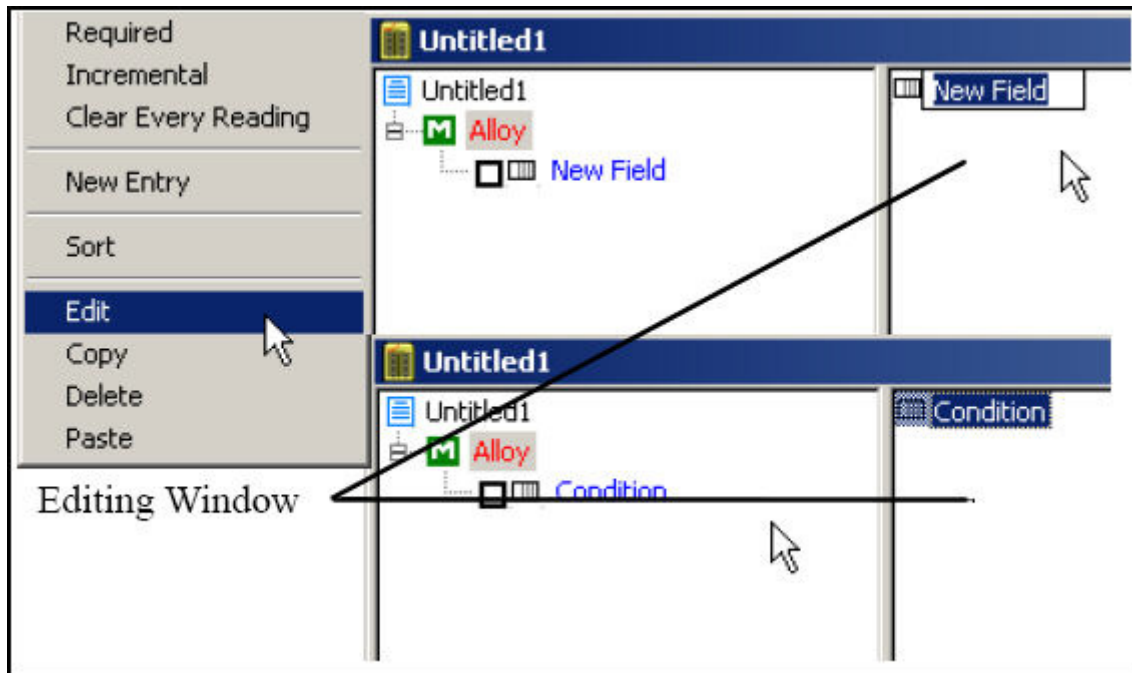 Required
Incremental
Clear Every Reading
New Entry
Sort
Edit
Copy
Delete
Paste
Untitled1
Untitled1
Alloy
New Field
New Field
Untitled1
Untitled1
Alloy
Condition
Condition
Editing Window